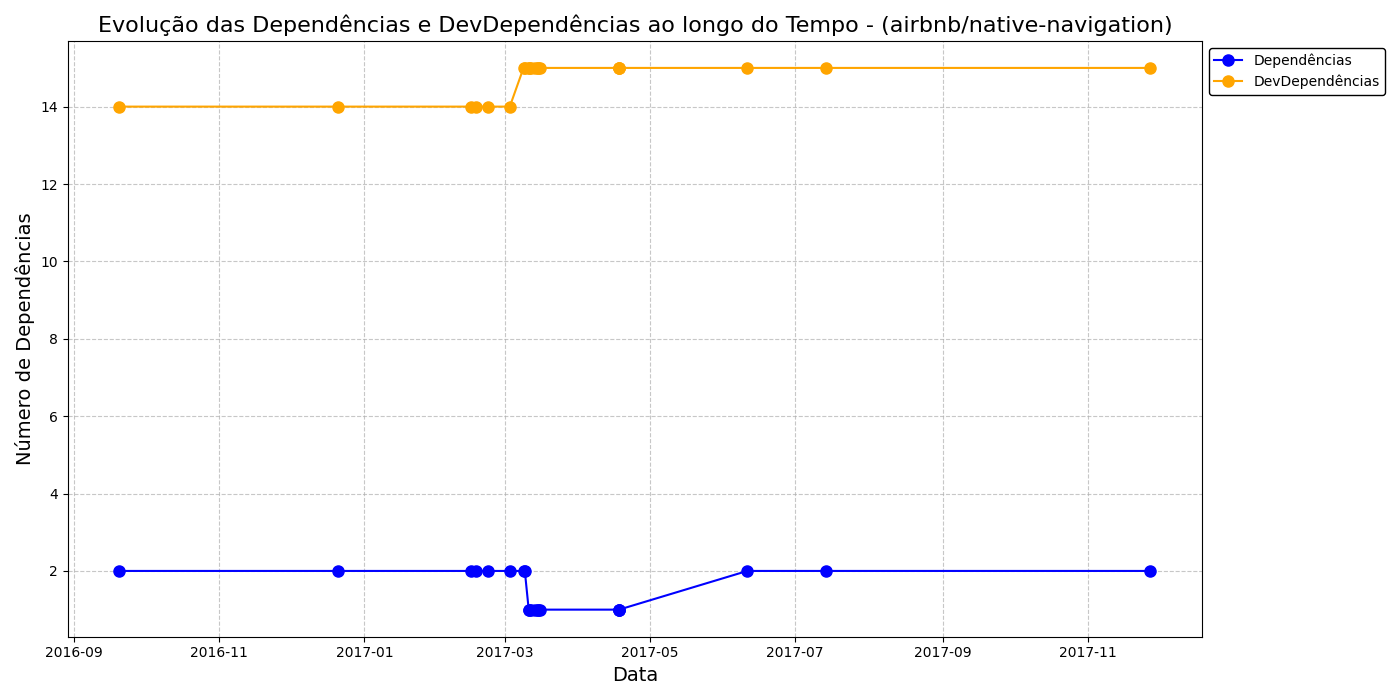 Evolução das Dependências e DevDependências ao longo do Tempo - (airbnb/native-navigation)
Dependências
DevDependências
Número de Dependências
14
12
10
8
6
4
2
2016-09 2016-11 2017-01 2017-03 2017-05 2017-07 2017-09 2017-11
Data